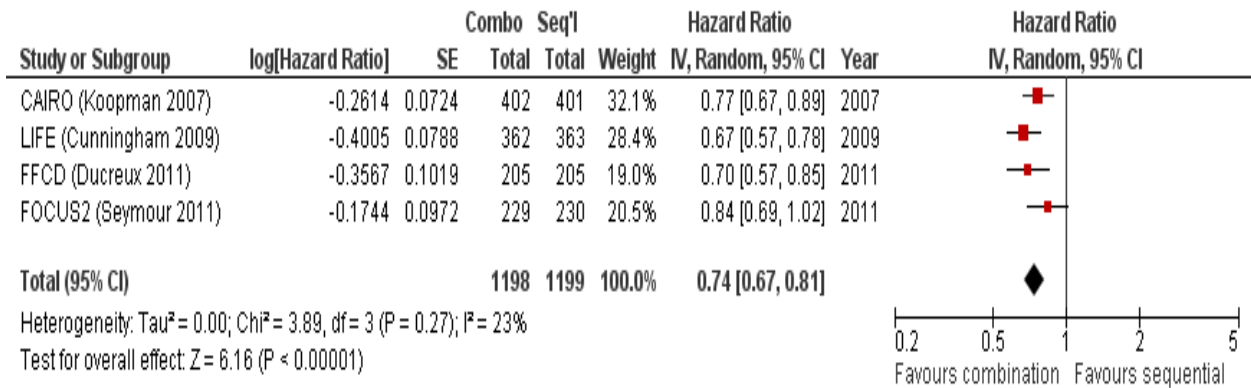 Combo Seq'l Hazard Ratio Hazard Ratio
Study or Subgroup log[Hazard Ratio] SE Total Total Weight IV, Random, 95% CI Year IV, Random, 95% CI
CAIRO (Koopman 2007) -0.2614 0.0724 402 401 32.1% 0.77 [0.67, 0.89] 2007
LIFE (Cunningham 2009) -0.4005 0.0788 362 363 28.4% 0.67 [0.57, 0.78] 2009
FFCD (Ducreux 2011) -0.3567 0.1019 205 205 19.0% 0.70 [0.57, 0.85] 2011
FOCUS2 (Seymour 2011) -0.1744 0.0972 229 230 20.5% 0.84 [0.69, 1.02] 2011
Total (95% CI) 1198 1199 100.0% 0.74 [0.67, 0.81]
Heterogeneity: Tau² = 0.00; Chi² = 3.89, df = 3 (P = 0.27); I² = 23%
Test for overall effect: Z = 6.16 (P < 0.00001)
0.2 0.5 1 2 5
Favours combination Favours sequential